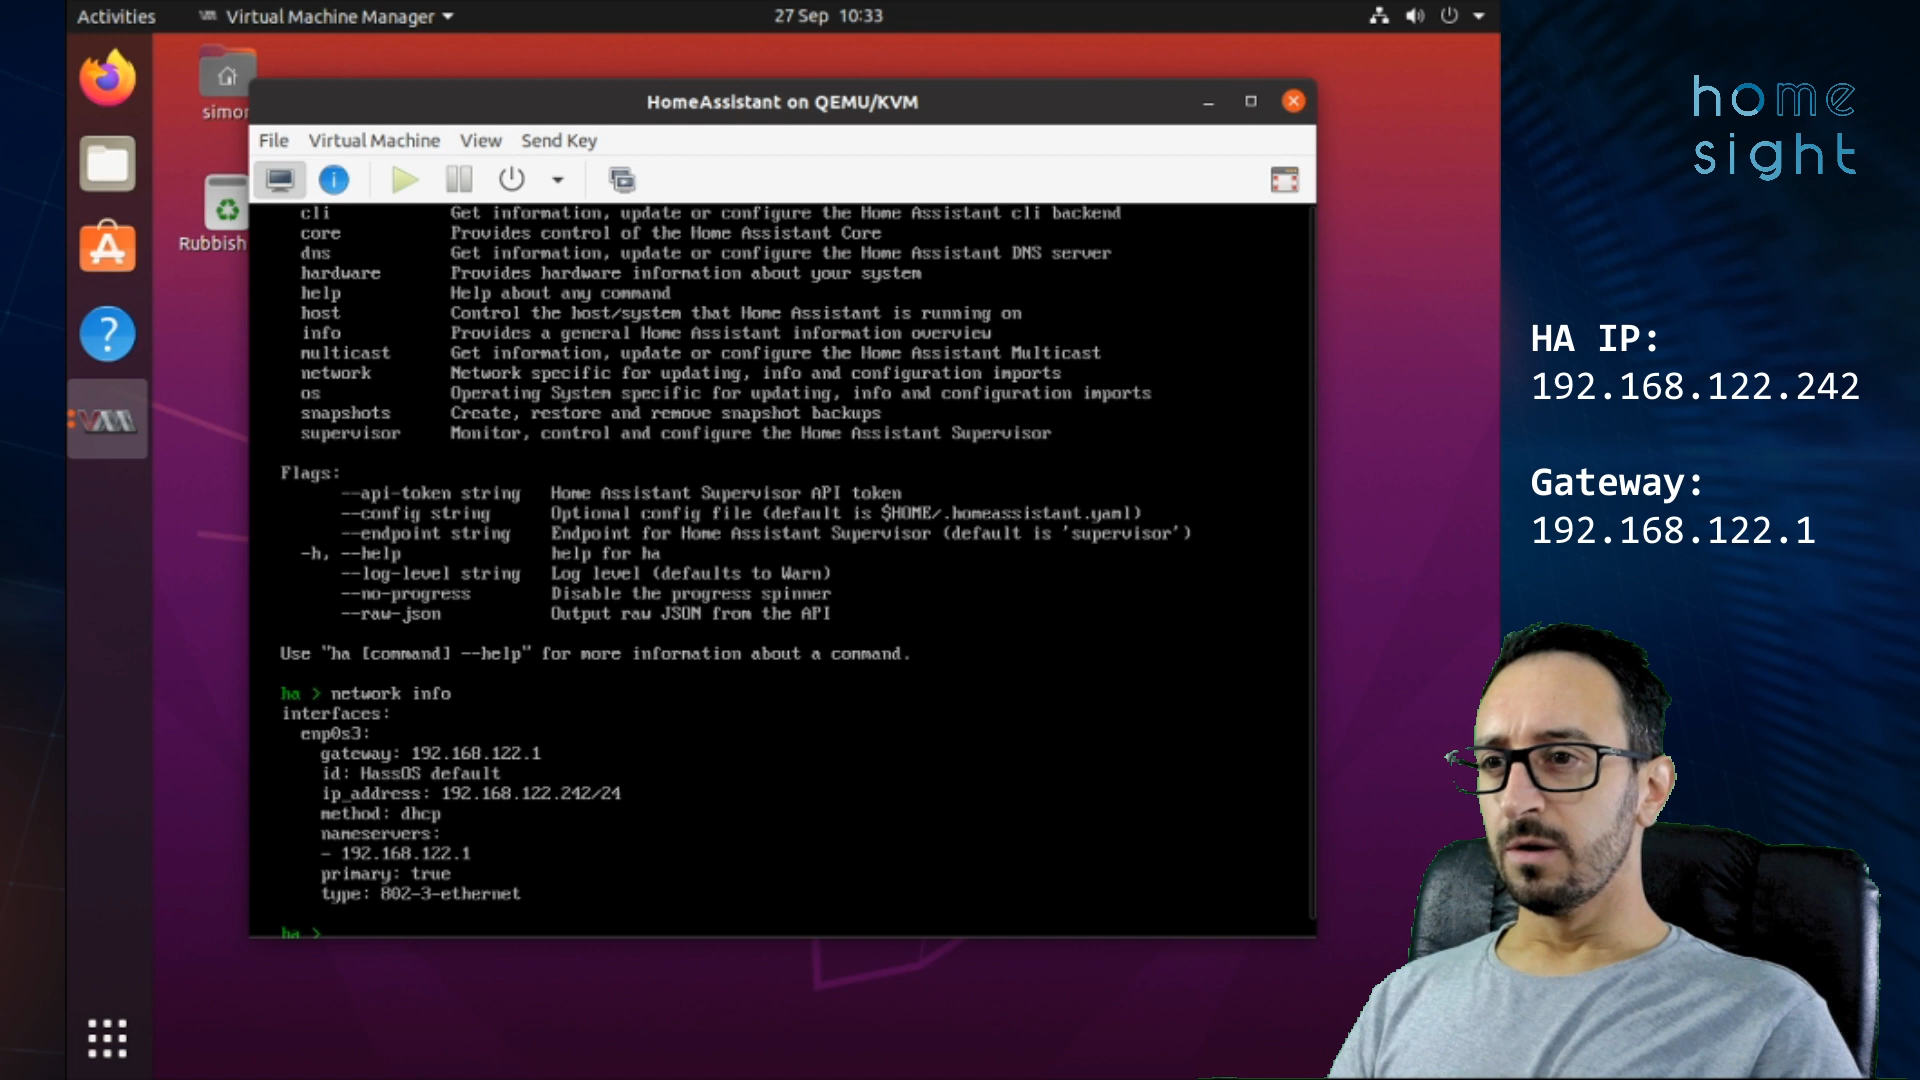 Activities
Virtual Machine Manager
27 Sep 10:33
simon
Rubbish
HomeAssistant on QEMU/KVM
File Virtual Machine View Send Key
cli Get information, update or configure the Home Assistant cli backend
core Provides control of the Home Assistant Core
dns Get information, update or configure the Home Assistant DNS server
hardware Provides hardware information about your system
help Help about any command
host Control the host/system that Home Assistant is running on
info Provides a general Home Assistant information overview
multicast Get information, update or configure the Home Assistant Multicast
network Network specific for updating, info and configuration imports
os Operating System specific for updating, info and configuration imports
snapshots Create, restore and remove snapshot backups
supervisor Monitor, control and configure the Home Assistant Supervisor
Flags:
--api-token string Home Assistant Supervisor API token
--config string Optional config file (default is $HOME/.homeassistant.yaml)
--endpoint string Endpoint for Home Assistant Supervisor (default is 'supervisor')
-h, --help help for ha
--log-level string Log level (defaults to Warn)
--no-progress Disable the progress spinner
--raw-json Output raw JSON from the API
Use "ha [command] --help" for more information about a command.
ha > network info
interfaces:
enp0s3:
gateway: 192.168.122.1
id: HassOS default
ip_address: 192.168.122.242/24
method: dhcp
nameservers:
- 192.168.122.1
primary: true
type: 802-3-ethernet
ha >
home
sight
HA IP:
192.168.122.242
Gateway:
192.168.122.1